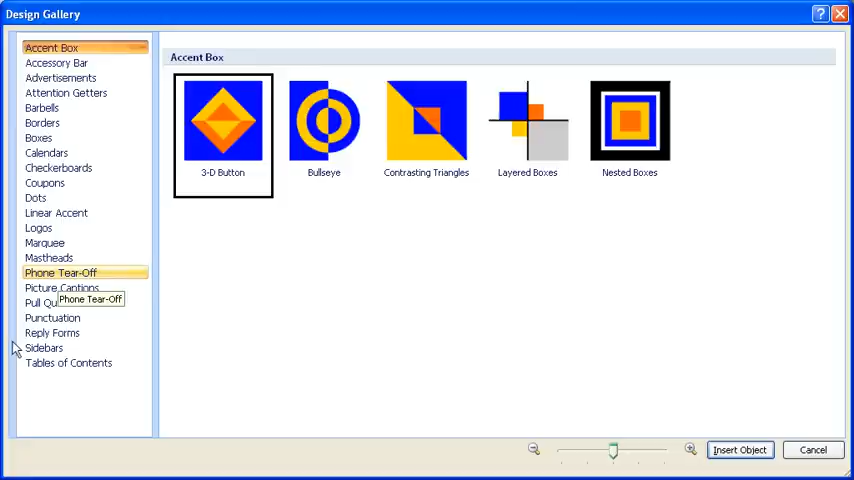 Design Gallery
Accent Box
Accessory Bar
Advertisements
Attention Getters
Barbells
Borders
Boxes
Calendars
Checkerboards
Coupons
Dots
Linear Accent
Logos
Marquee
Mastheads
Phone Tear-Off
Picture Captions
Phone Tear-Off
Pull
Punctuation
Reply Forms
Sidebars
Tables of Contents
Accent Box
3-D Button
Bullseye
Contrasting Triangles
Layered Boxes
Nested Boxes
Insert Object
Cancel